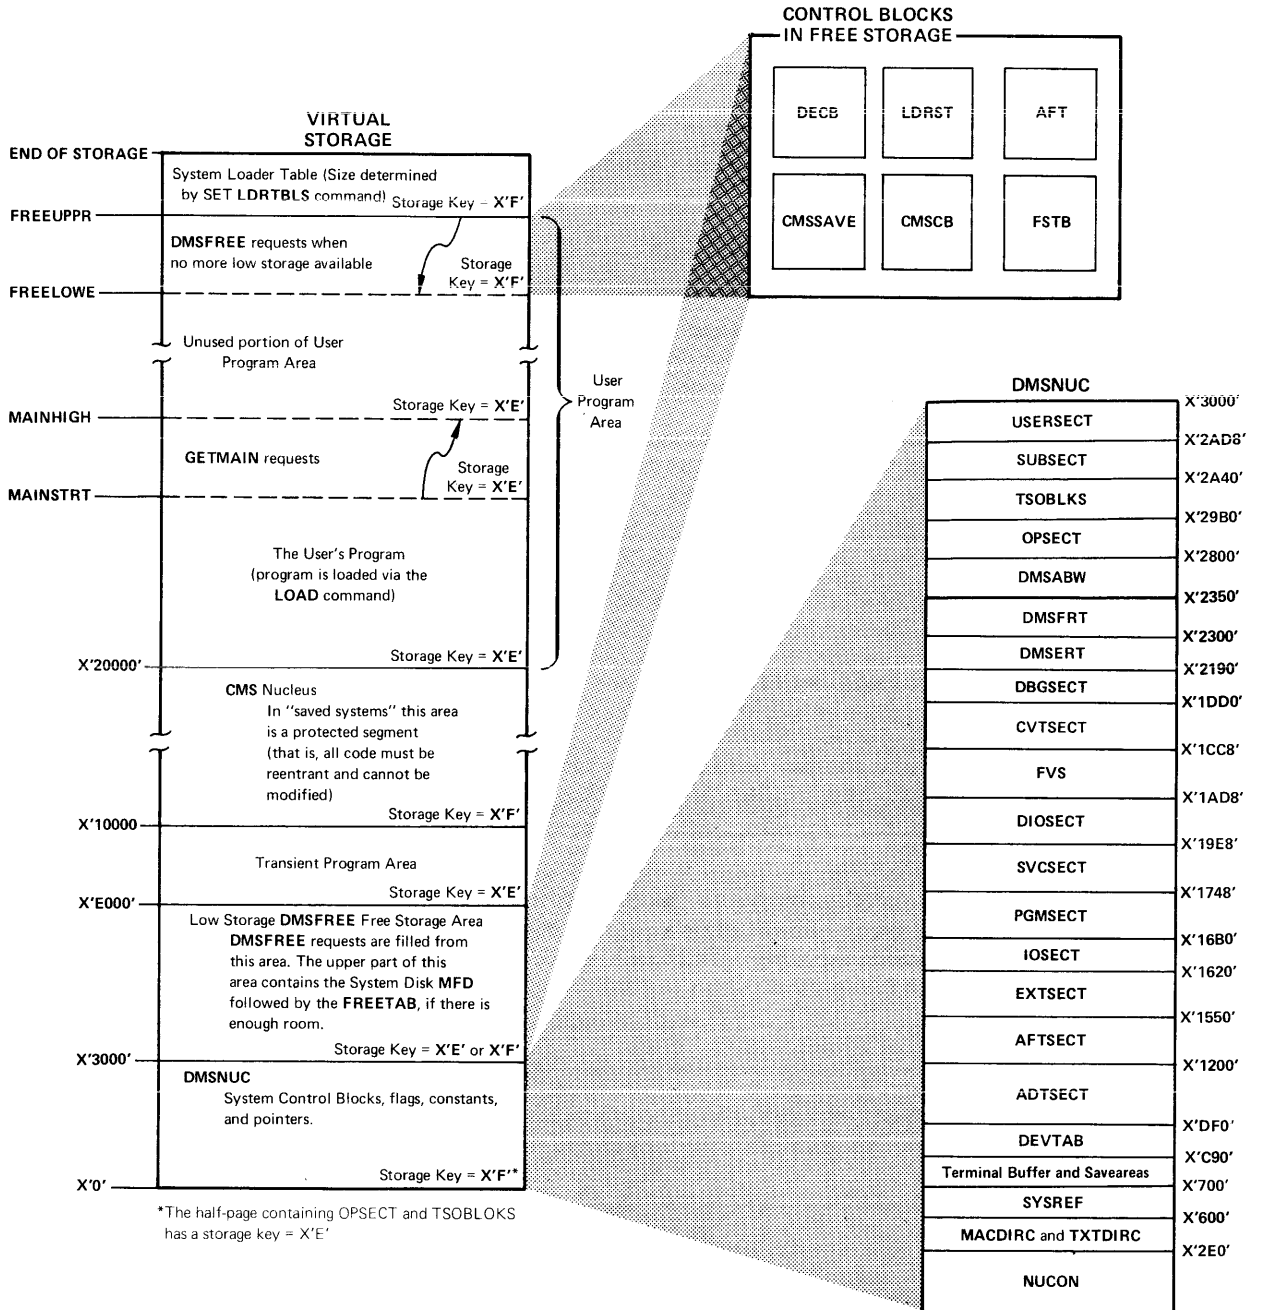 CONTROL BLOCKS
IN FREE STORAGE
DECB
LDRST
AFT
CMSSAVE
CMSCB
FSTB
VIRTUAL
STORAGE
END OF STORAGE
System Loader Table (Size determined
by SET LDRTBLS command)
Storage Key = X'F'
FREEUPPR
DMSFREE requests when
no more low storage available
Storage
Key = X'F'
FREELOWE
Unused portion of User
Program Area
Storage Key = X'E'
MAINHIGH
GETMAIN requests
Storage
Key = X'E'
MAINSTRT
The User's Program
(program is loaded via the
LOAD command)
Storage Key = X'E'
X'20000'
User
Program
Area
CMS Nucleus
In "saved systems" this area
is a protected segment
(that is, all code must be
reentrant and cannot be
modified)
Storage Key = X'F'
X'10000
Transient Program Area
Storage Key = X'E'
X'E000'
Low Storage DMSFREE Free Storage Area
DMSFREE requests are filled from
this area. The upper part of this
area contains the System Disk MFD
followed by the FREETAB, if there is
enough room.
Storage Key = X'E' or X'F'
X'3000'
DMSNUC
System Control Blocks, flags, constants,
and pointers.
Storage Key = X'F'*
X'0'
*The half-page containing OPSECT and TSOBLOKS
has a storage key = X'E'
DMSNUC
X'3000'
USERSECT
X'2AD8'
SUBSECT
X'2A40'
TSOBLKS
X'29B0'
OPSECT
X'2800'
DMSABW
X'2350'
DMSFRT
X'2300'
DMSERT
X'2190'
DBGSECT
X'1DD0'
CVTSECT
X'1CC8'
FVS
X'1AD8'
DIOSECT
X'19E8'
SVCSECT
X'1748'
PGMSECT
X'16B0'
IOSECT
X'1620'
EXTSECT
X'1550'
AFTSECT
X'1200'
ADTSECT
X'DF0'
DEVTAB
X'C90'
Terminal Buffer and Saveareas
X'700'
SYSREF
X'600'
MACDIRC and TXTDIRC
X'2E0'
NUCON